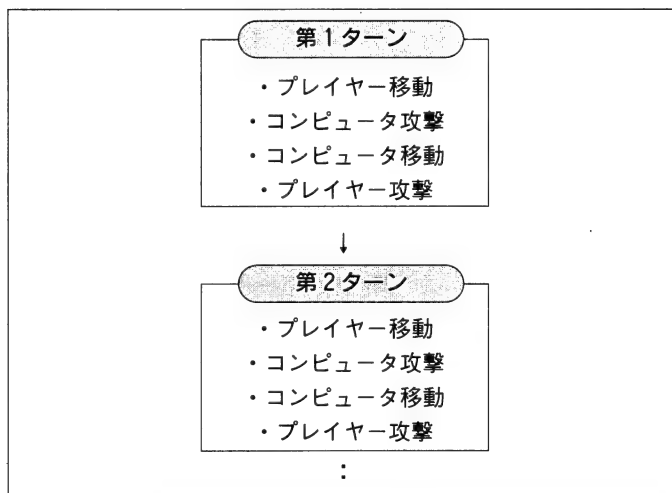 第1ターン
・プレイヤー移動
・コンピュータ攻撃
・コンピュータ移動
・プレイヤー攻撃
↓
第2ターン
・プレイヤー移動
・コンピュータ攻撃
・コンピュータ移動
・プレイヤー攻撃
：